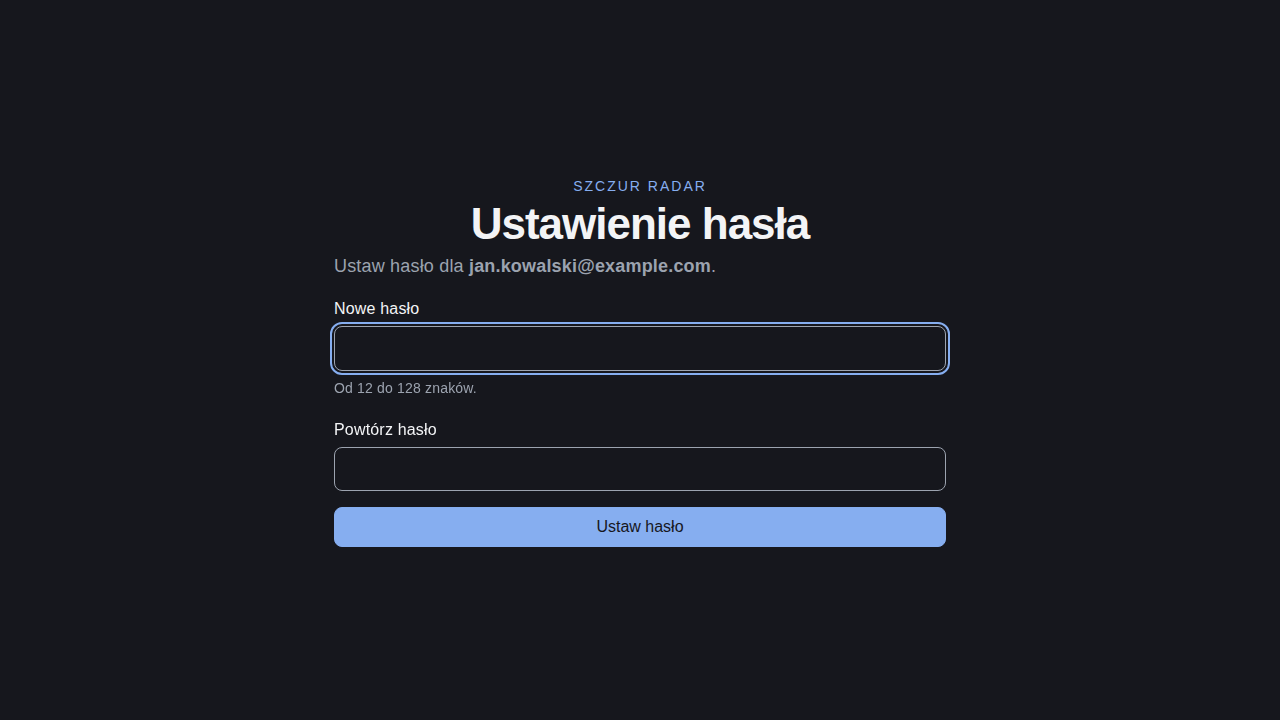 SZCZUR RADAR
Ustawienie hasła
Ustaw hasło dla jan.kowalski@example.com.
Nowe hasło
Od 12 do 128 znaków.
Powtórz hasło
Ustaw hasło